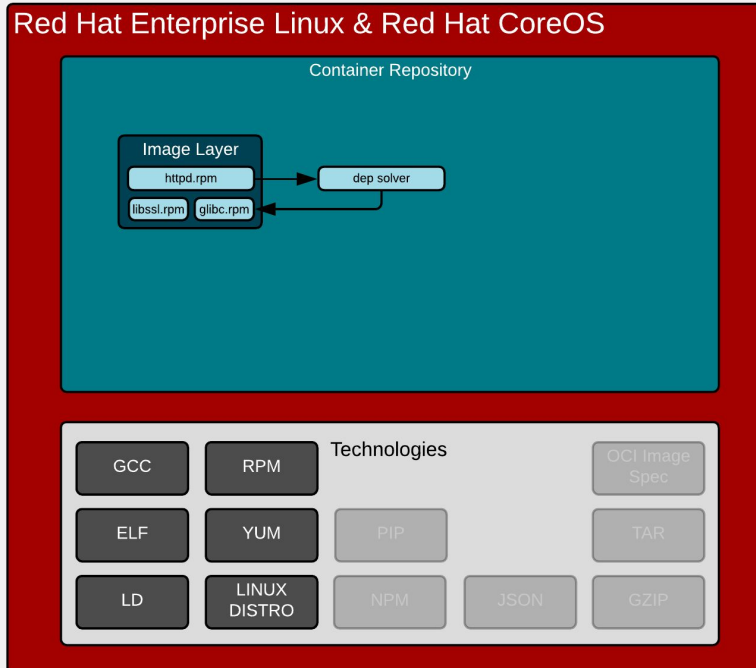 Red Hat Enterprise Linux & Red Hat CoreOS
Container Repository
Image Layer
httpd.rpm
dep solver
libssl.rpm
glibc.rpm
Technologies
GCC
RPM
OCI Image
Spec
ELF
YUM
PIP
TAR
LD
LINUX
DISTRO
NPM
JSON
GZIP